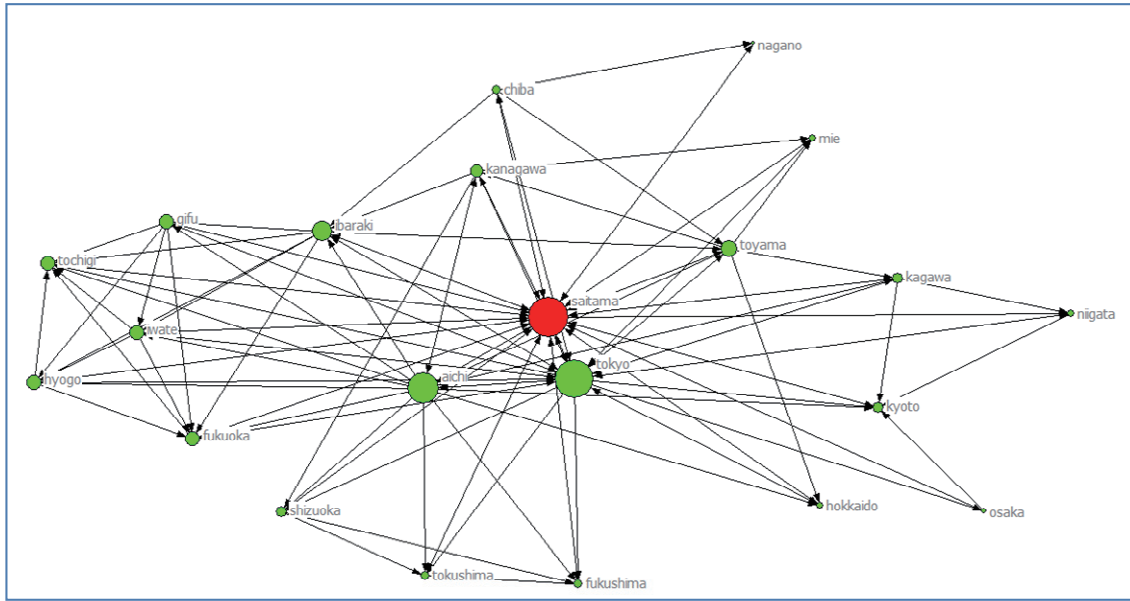 nagano
chiba
mie
kanagawa
gifu
ibaraki
toyama
tochigi
kagawa
saitama
niigata
iwate
tokyo
aichi
hyogo
kyoto
fukuoka
hokkaido
shizuoka
osaka
tokushima
fukushima